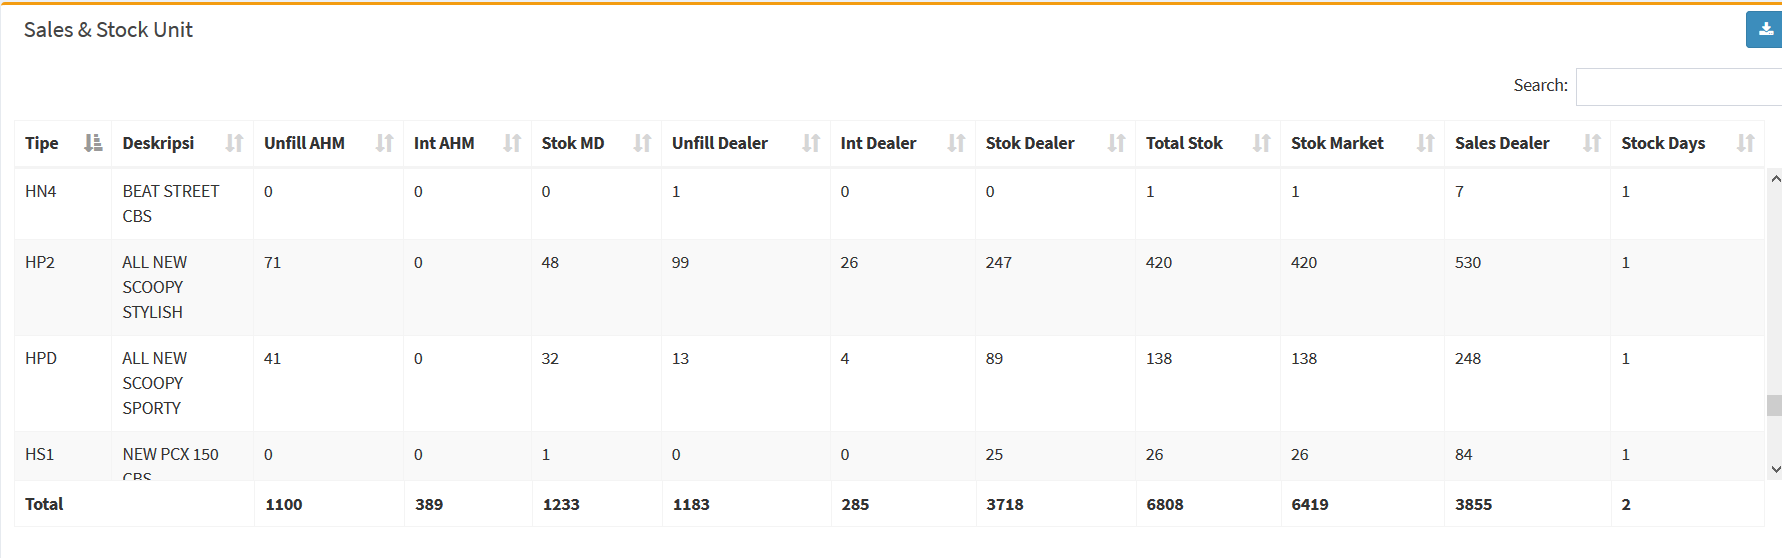 Sales & Stock Unit
Search:
Tipe Deskripsi Unfill AHM Int AHM Stok MD Unfill Dealer Int Dealer Stok Dealer Total Stok Stok Market Sales Dealer Stock Days
HN4 BEAT STREET 0 0 0 1 0 0 1 1 7 1
CBS
HP2 ALL NEW 71 0 48 99 26 247 420 420 530 1
SCOOPY
STYLISH
HPD ALL NEW 41 0 32 13 4 89 138 138 248 1
SCOOPY
SPORTY
HS1 NEW PCX 150 0 0 1 0 0 25 26 26 84 1
CBS
Total 1100 389 1233 1183 285 3718 6808 6419 3855 2